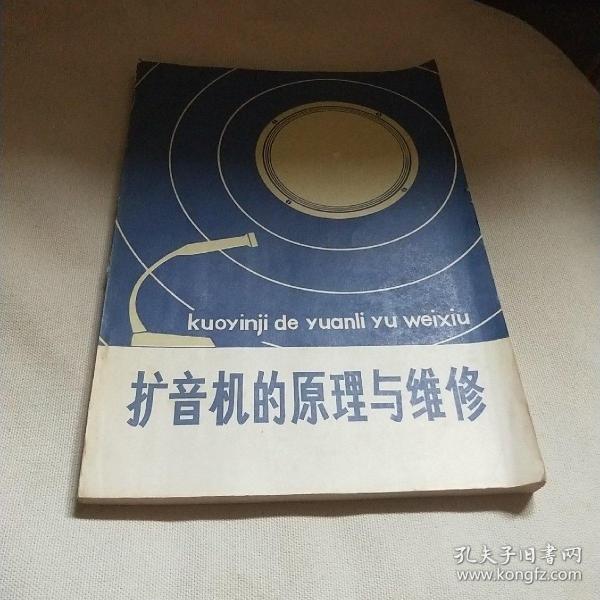 kuoyinji de yuanli yu weixiu
扩音机的原理与维修
孔夫子旧书网
www.kongfz.com